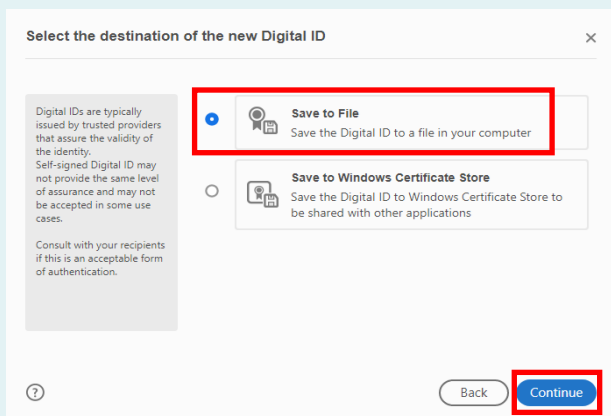 Select the destination of the new Digital ID
Digital IDs are typically
issued by trusted providers
that assure the validity of
the identity.
Self-signed Digital ID may
not provide the same level
of assurance and may not
be accepted in some use
cases.
Consult with your recipients
if this is an acceptable form
of authentication.
Save to File
Save the Digital ID to a file in your computer
Save to Windows Certificate Store
Save the Digital ID to Windows Certificate Store to
be shared with other applications
?
Back
Continue